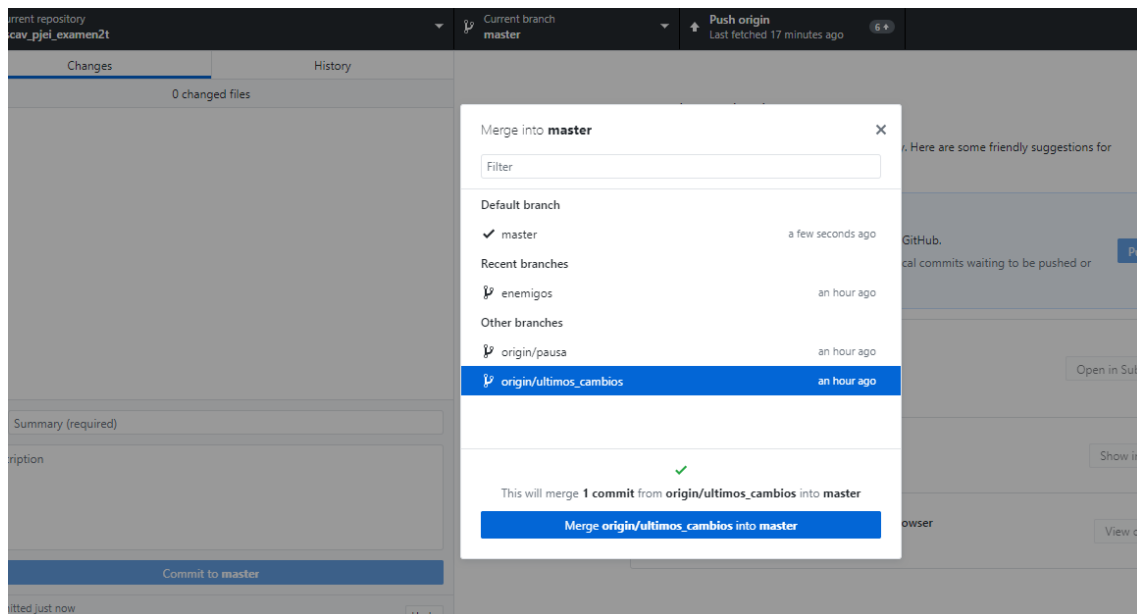 urrent repository
scav_pjei_examen2t
Current branch
master
Push origin
Last fetched 17 minutes ago
6
Changes
History
0 changed files
Merge into master
Filter
Default branch
master
a few seconds ago
Recent branches
enemigos
an hour ago
Other branches
origin/pausa
an hour ago
origin/ultimos_cambios
an hour ago
This will merge 1 commit from origin/ultimos_cambios into master
Merge origin/ultimos_cambios into master
y. Here are some friendly suggestions for
GitHub.
cal commits waiting to be pushed or
Open in Sub
Show in
owser
View o
Summary (required)
cription
Commit to master
itted just now